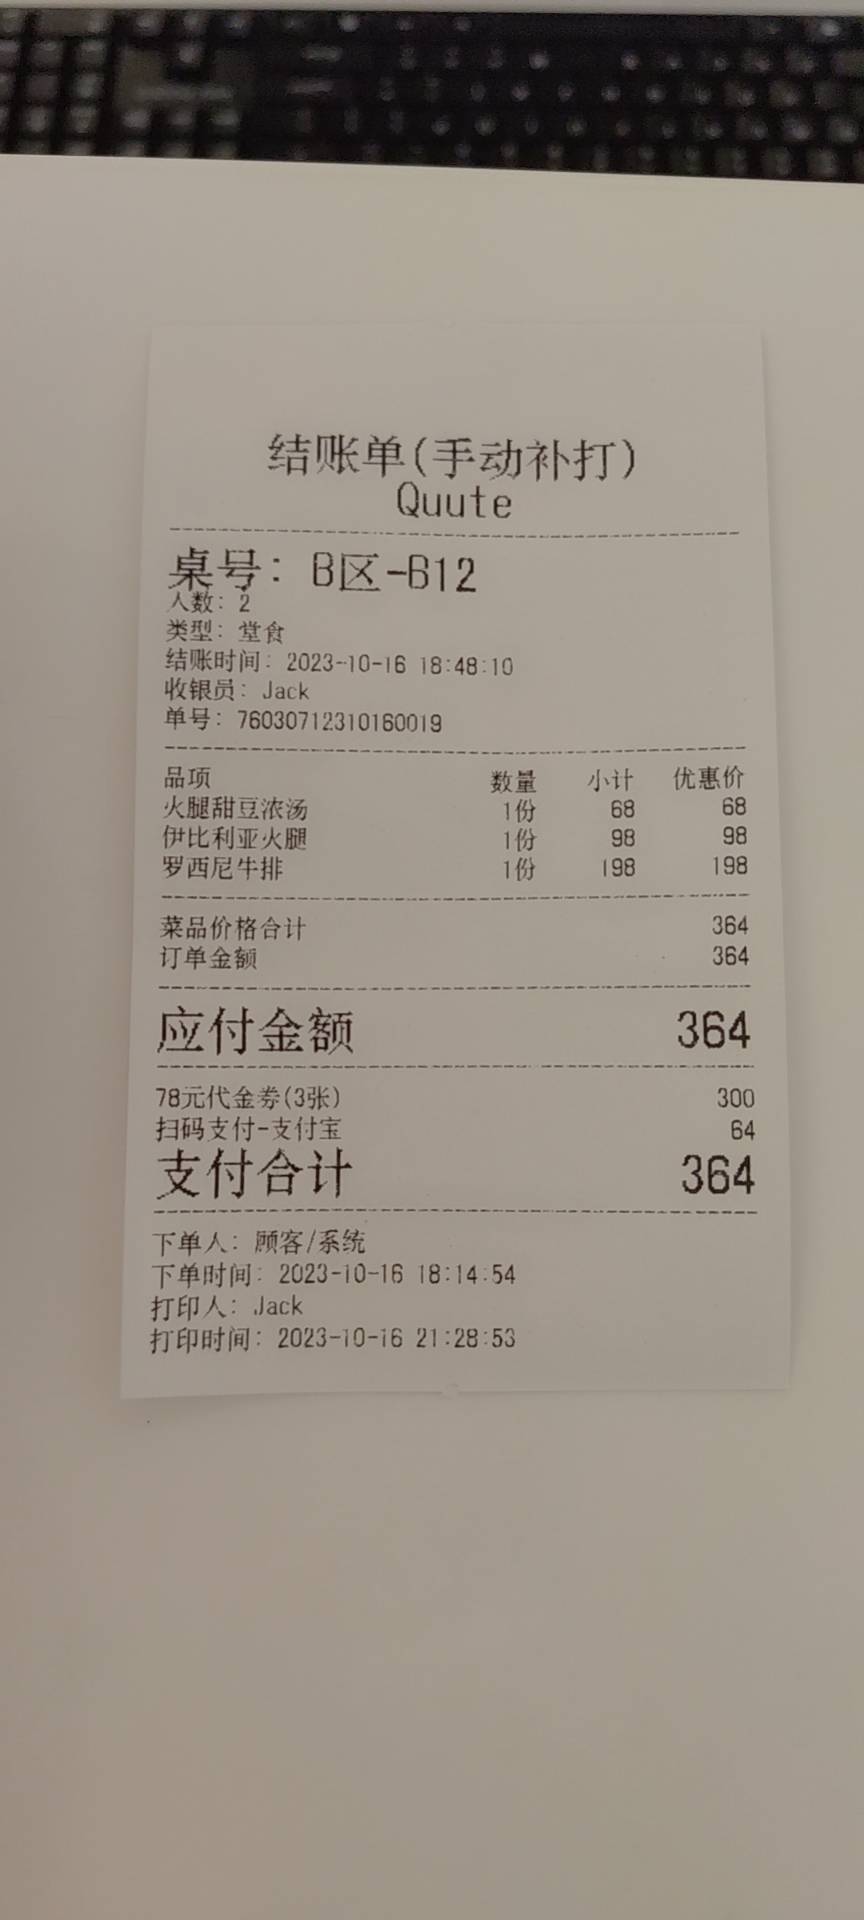 结账单(手动补打)
Quute
桌号: B区-B12
人数: 2
类型: 堂食
结账时间: 2023-10-16 18:48:10
收银员: Jack
单号: 76030712310160019
品项 数量 小计 优惠价
火腿甜豆浓汤 1份 68 68
伊比利亚火腿 1份 98 98
罗西尼牛排 1份 198 198
菜品价格合计 364
订单金额 364
应付金额 364
78元代金券(3张) 300
扫码支付-支付宝 64
支付合计 364
下单人: 顾客/系统
下单时间: 2023-10-16 18:14:54
打印人: Jack
打印时间: 2023-10-16 21:28:53